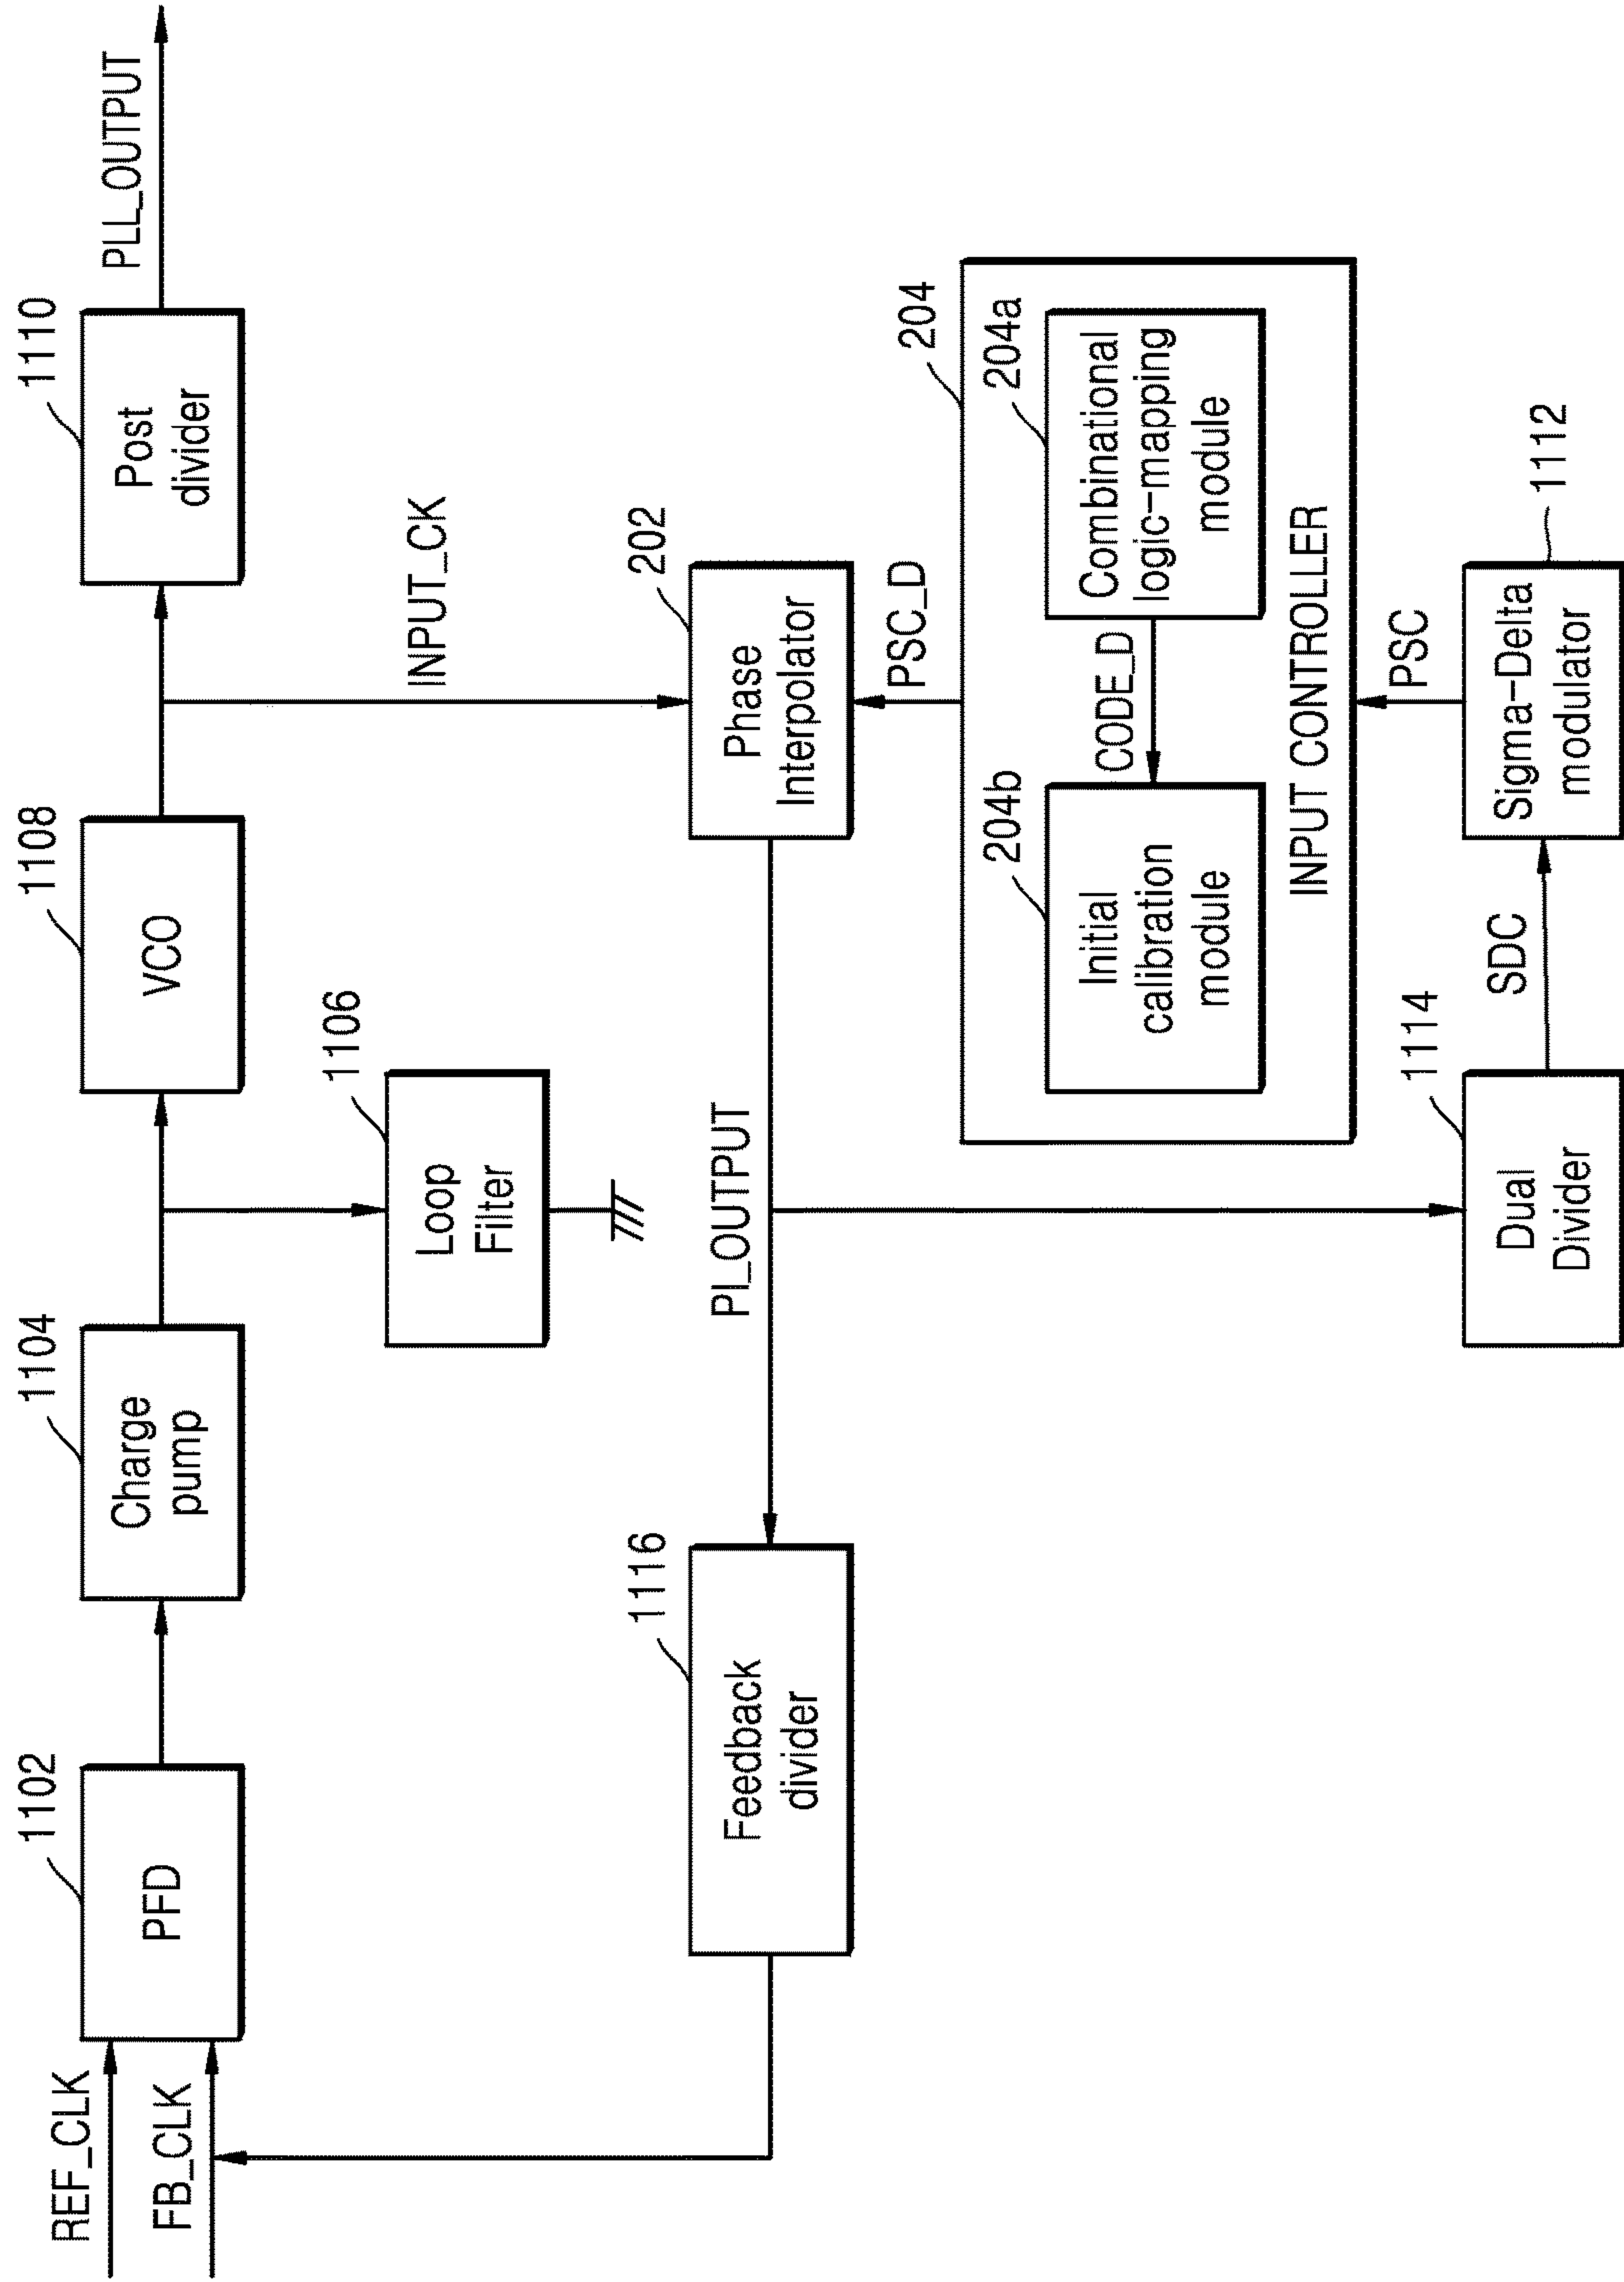 REF_CLK
FB_CLK
1102
PFD
1104
Charge
pump
1106
Loop
Filter
1108
VCO
1110
Post
divider
PLL_OUTPUT
INPUT_CK
1116
Feedback
divider
PI_OUTPUT
202
Phase
Interpolator
PSC_D
204
204b
Initial
calibration
module
CODE_D
204a
Combinational
logic-mapping
module
INPUT CONTROLLER
PSC
1114
Dual
Divider
SDC
Sigma-Delta
modulator
1112